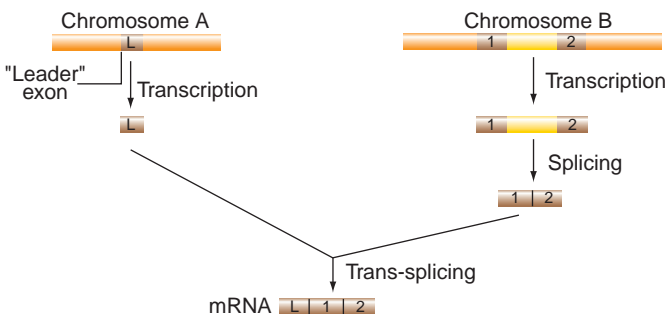 Chromosome A
Chromosome B
L
1 2
"Leader"
exon
Transcription
Transcription
L
1 2
Splicing
1 2
Trans-splicing
mRNA L 1 2